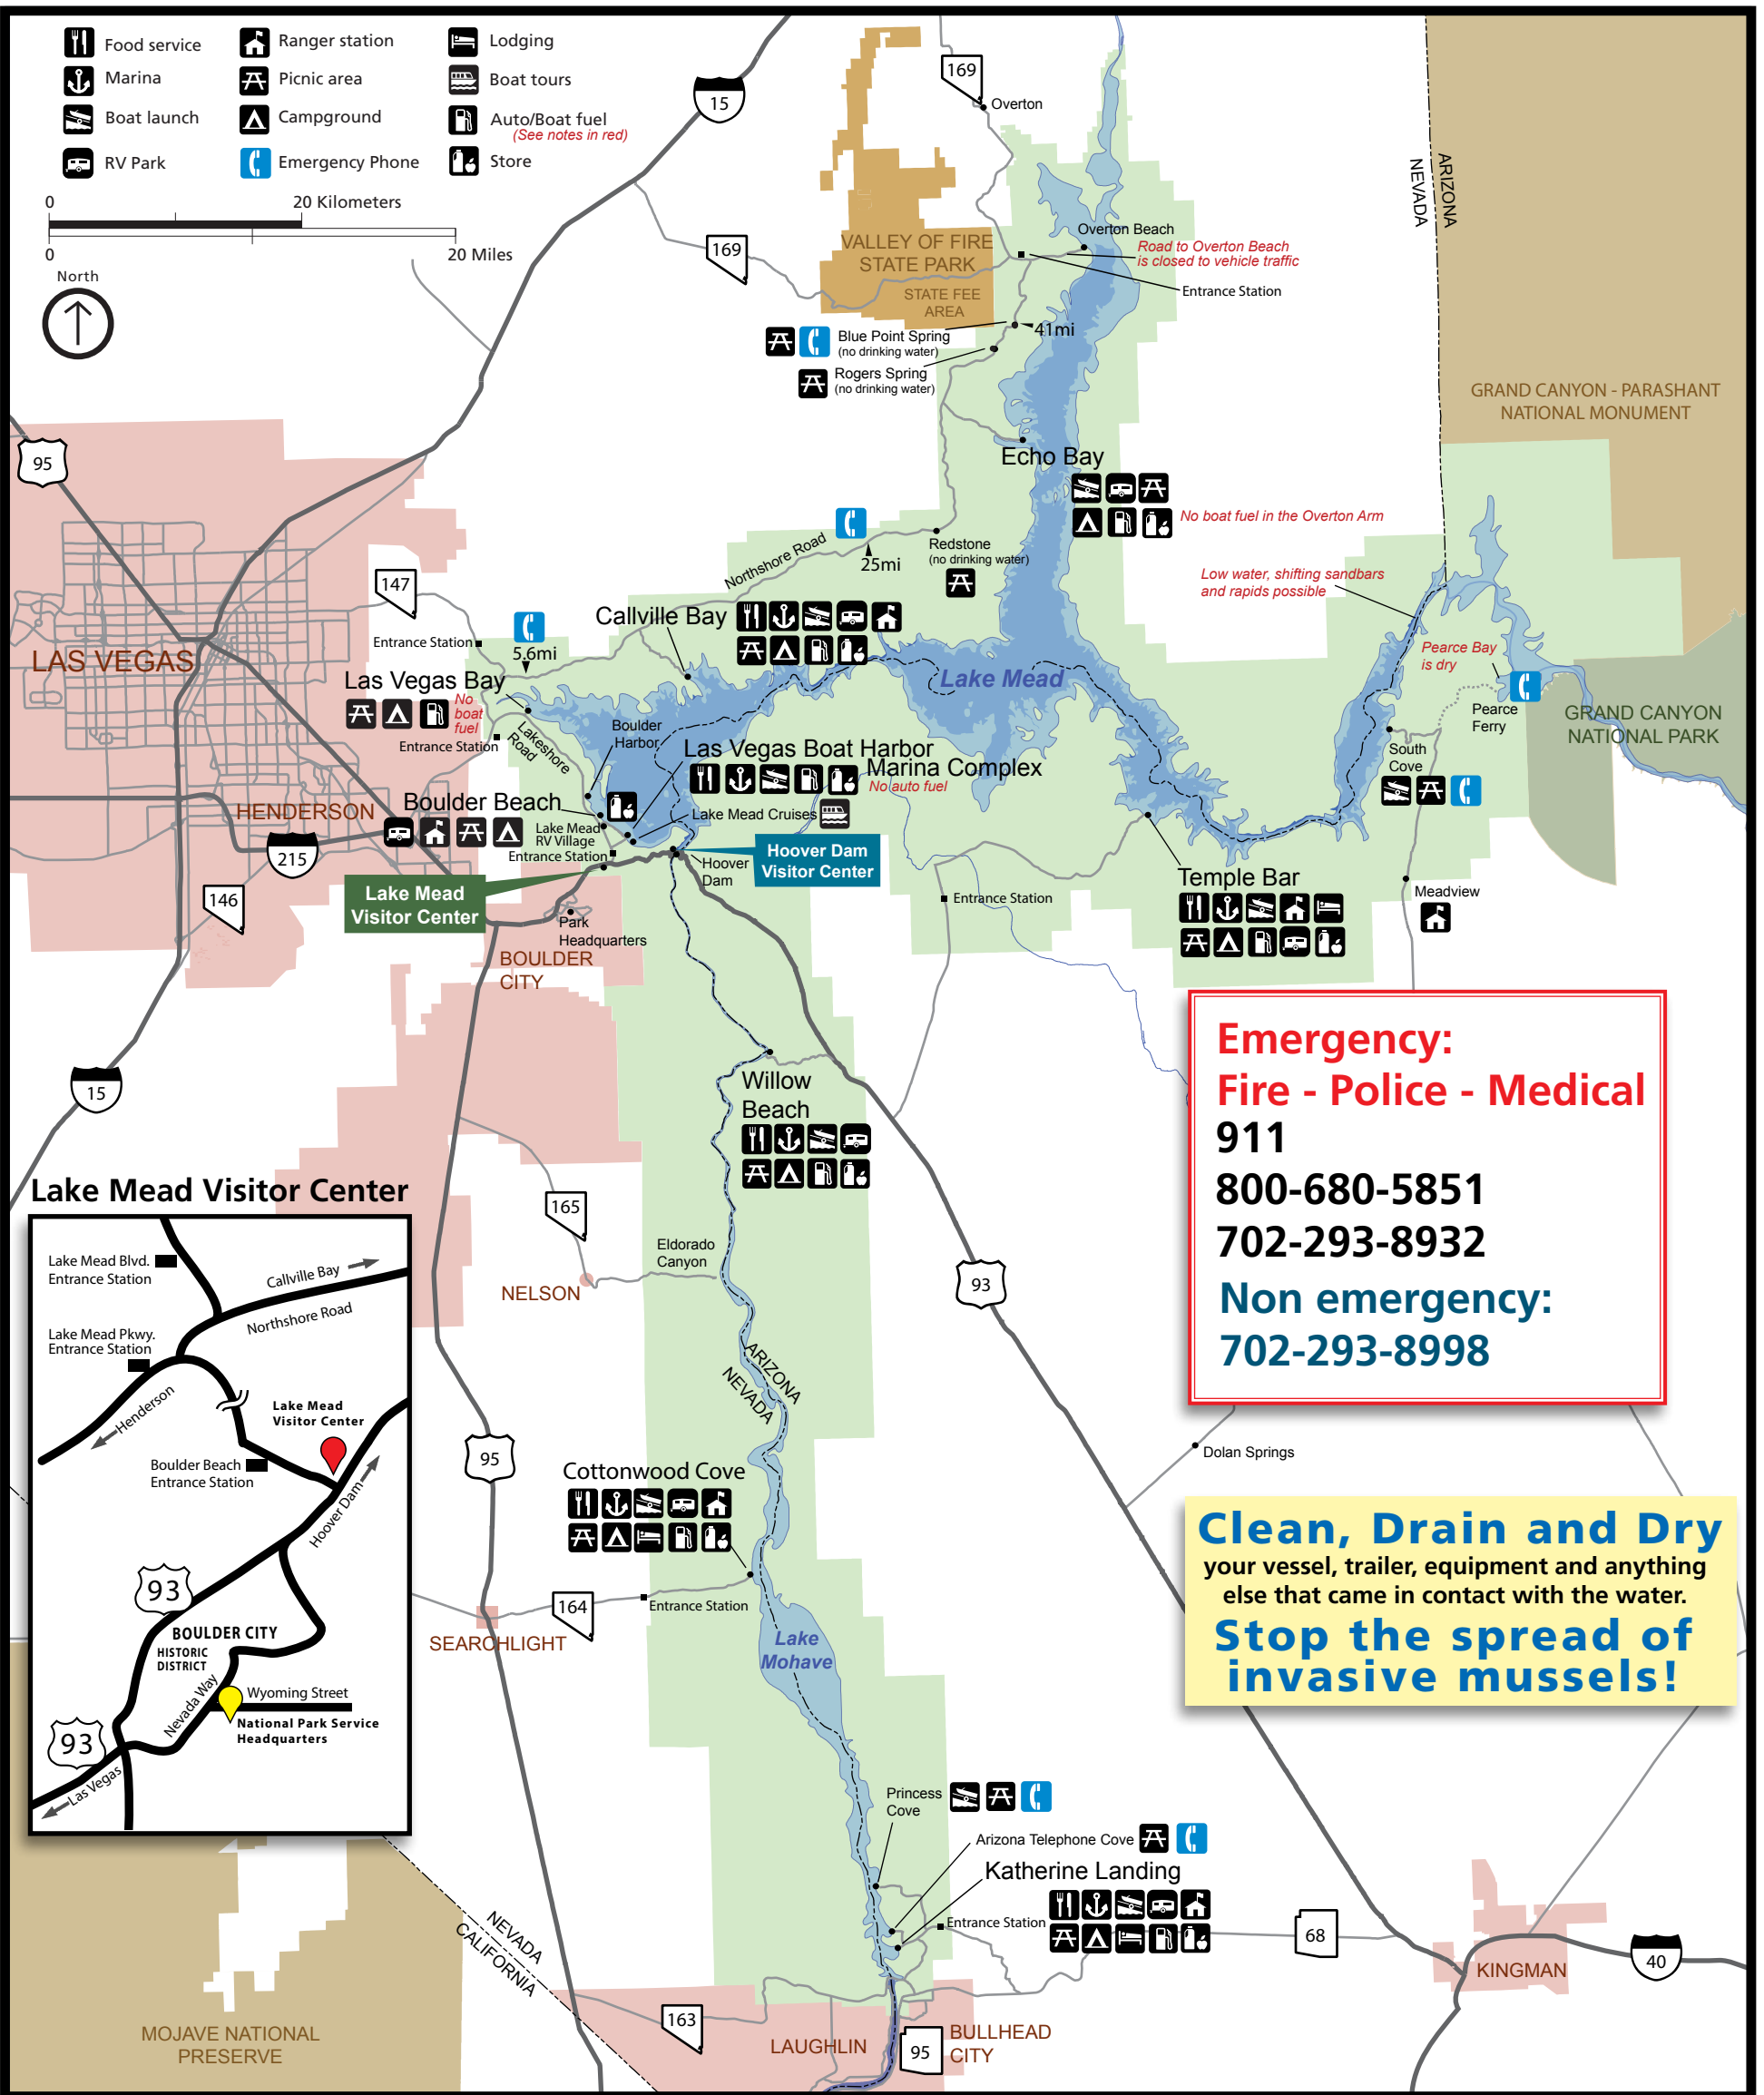 Food service
Marina
Boat launch
RV Park
Ranger station
Picnic area
Campground
Emergency Phone
Lodging
Boat tours
Auto/Boat fuel
(See notes in red)
Store
0
20 Kilometers
0
20 Miles
North
15
169
Overton
169
VALLEY OF FIRE
STATE PARK
STATE FEE
AREA
Overton Beach
Road to Overton Beach
is closed to vehicle traffic
Entrance Station
ARIZONA
NEVADA
GRAND CANYON - PARASHANT
NATIONAL MONUMENT
41mi
Blue Point Spring
(no drinking water)
Rogers Spring
(no drinking water)
Echo Bay
No boat fuel in the Overton Arm
95
Northshore Road
25mi
Redstone
(no drinking water)
Low water, shifting sandbars
and rapids possible
147
Entrance Station
5.6mi
Callville Bay
LAS VEGAS
Las Vegas Bay
No
boat
fuel
Entrance Station
Lakeshore
Road
Lake Mead
Pearce Bay
is dry
Pearce
Ferry
GRAND CANYON
NATIONAL PARK
South
Cove
Boulder
Harbor
Las Vegas Boat Harbor
Marina Complex
No auto fuel
Lake Mead Cruises
HENDERSON
Boulder Beach
Lake Mead
RV Village
Entrance Station
215
146
Lake Mead
Visitor Center
Hoover
Dam
Hoover Dam
Visitor Center
Park
Headquarters
BOULDER
CITY
Entrance Station
Temple Bar
Meadview
15
Willow
Beach
Emergency:
Fire - Police - Medical
911
800-680-5851
702-293-8932
Non emergency:
702-293-8998
165
Eldorado
Canyon
NELSON
93
ARIZONA
NEVADA
95
Dolan Springs
Cottonwood Cove
164
Entrance Station
SEARCHLIGHT
Lake
Mohave
Clean, Drain and Dry
your vessel, trailer, equipment and anything
else that came in contact with the water.
Stop the spread of
invasive mussels!
Lake Mead Visitor Center
Lake Mead Blvd.
Entrance Station
Callville Bay
Northshore Road
Lake Mead Pkwy.
Entrance Station
Henderson
Lake Mead
Visitor Center
Boulder Beach
Entrance Station
Hoover Dam
93
BOULDER CITY
HISTORIC
DISTRICT
Nevada Way
Wyoming Street
National Park Service
Headquarters
93
Las Vegas
Princess
Cove
Arizona Telephone Cove
Katherine Landing
Entrance Station
68
KINGMAN
40
NEVADA
CALIFORNIA
MOJAVE NATIONAL
PRESERVE
163
LAUGHLIN
95
BULLHEAD
CITY